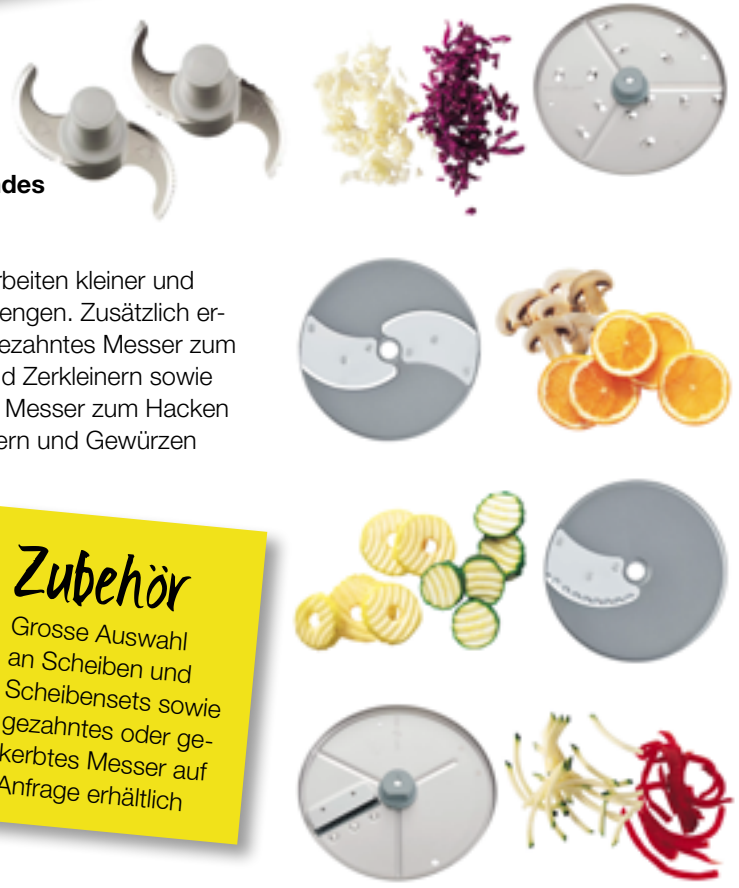 des
beiten kleiner und
engen. Zusätzlich er-
ezahntes Messer zum
d Zerkleinern sowie
Messer zum Hacken
ern und Gewürzen
Zubehör
Grosse Auswahl
an Scheiben und
Scheibensets sowie
gezahntes oder ge-
kerbtes Messer auf
Anfrage erhältlich